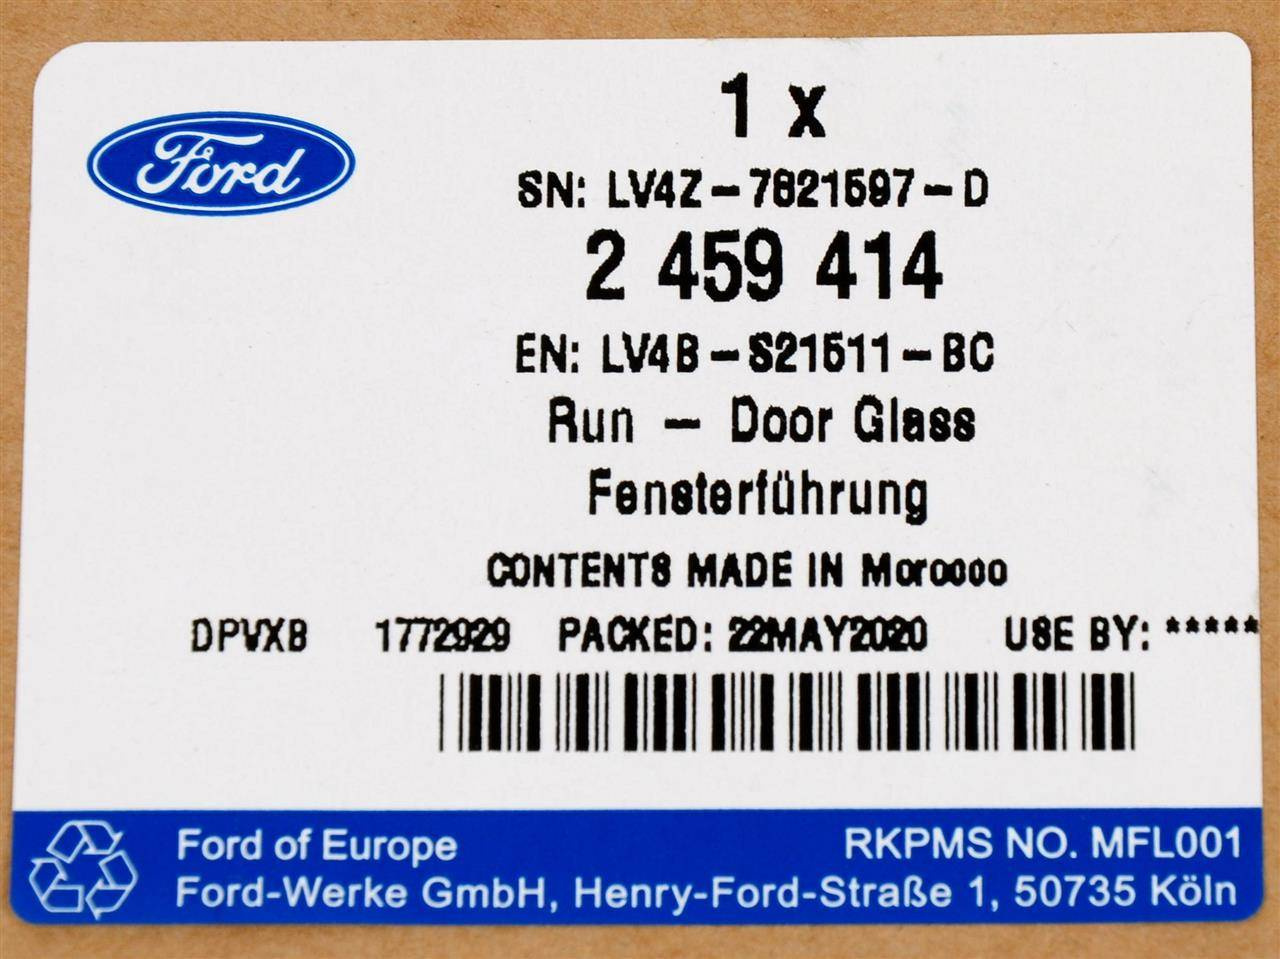 Ford
1 x
SN: LV4Z-7821597-D
2 459 414
EN: LV4B-S21511-BC
Run - Door Glass
Fensterführung
CONTENTS MADE IN Morocco
DPVXB 1772929 PACKED: 22MAY2020 USE BY: *****
Ford of Europe RKPMS NO. MFL001
Ford-Werke GmbH, Henry-Ford-Straße 1, 50735 Köln